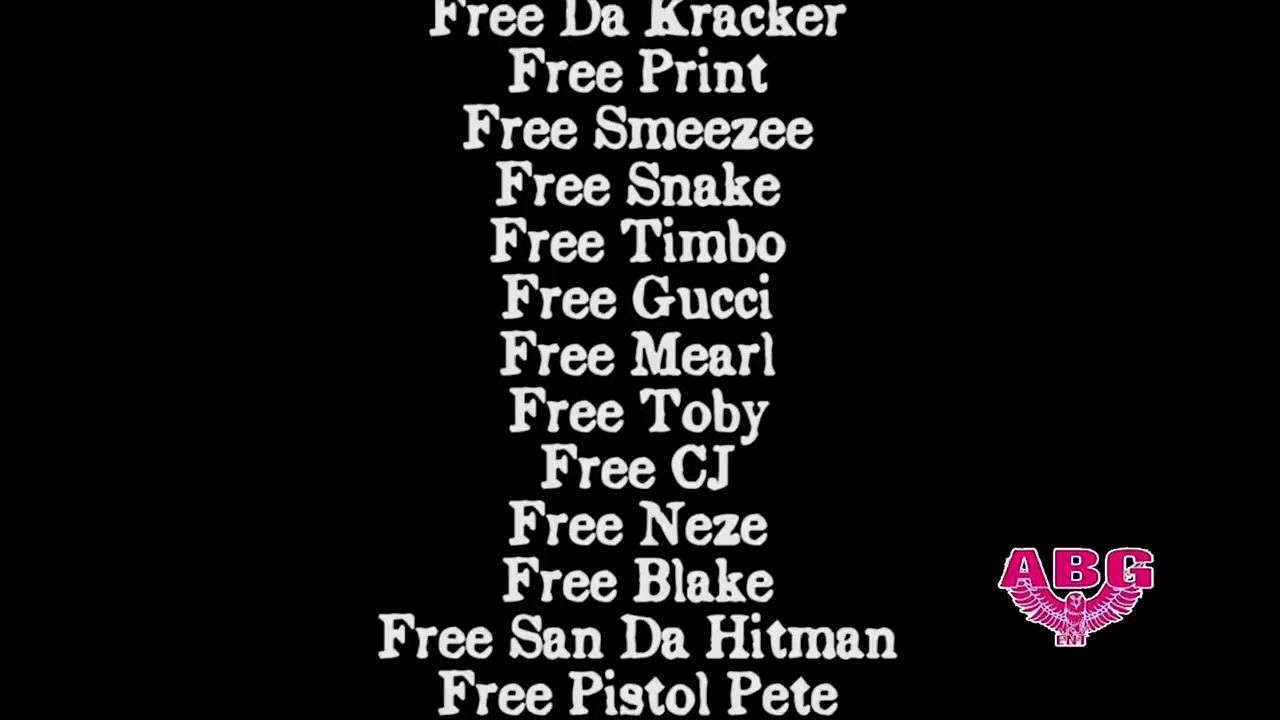 Free Da Kracker
Free Print
Free Smeezee
Free Snake
Free Timbo
Free Gucci
Free Mearl
Free Toby
Free CJ
Free Neze
Free Blake
Free San Da Hitman
Free Pistol Pete
ABG
ENT